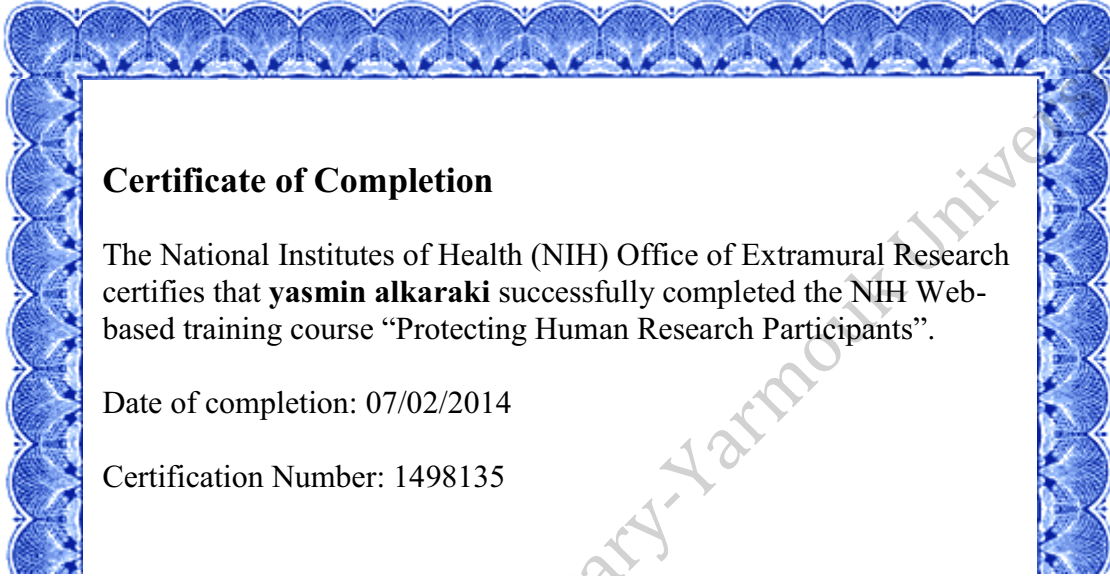 Certificate of Completion
The National Institutes of Health (NIH) Office of Extramural Research
certifies that yasmin alkaraki successfully completed the NIH Web-
based training course “Protecting Human Research Participants”.
Date of completion: 07/02/2014
Certification Number: 1498135
Yarmouk